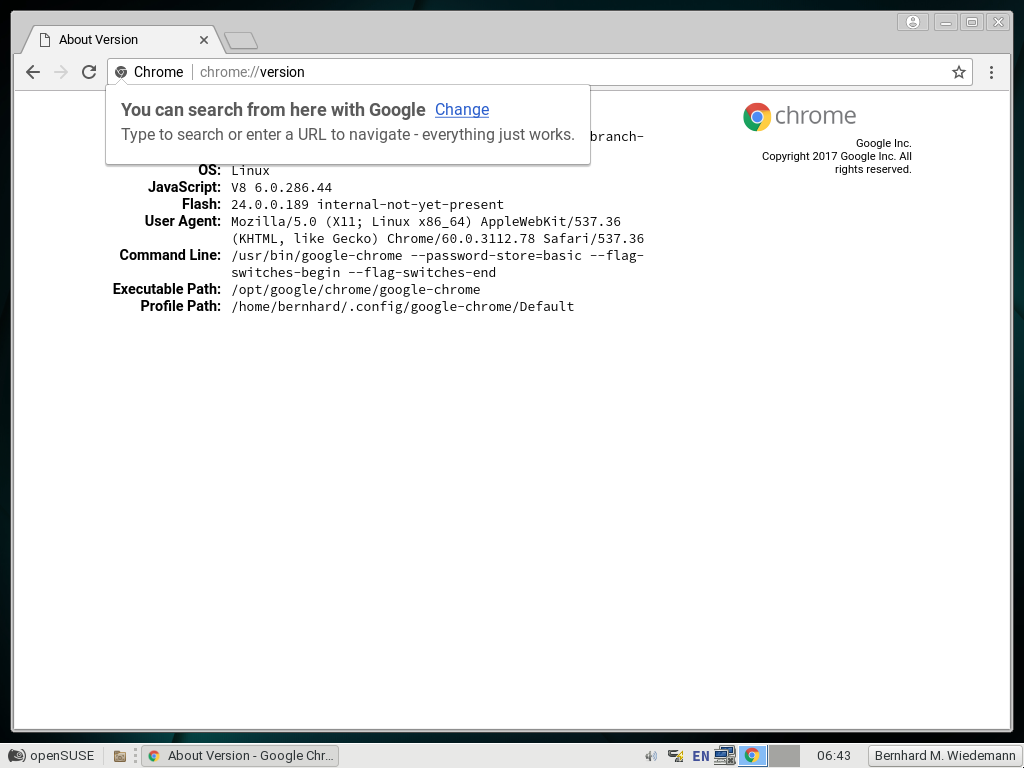 About Version
Chrome chrome://version
You can search from here with Google Change
Type to search or enter a URL to navigate - everything just works.
branch-
chrome
Google Inc.
Copyright 2017 Google Inc. All
rights reserved.
OS: Linux
JavaScript: V8 6.0.286.44
Flash: 24.0.0.189 internal-not-yet-present
User Agent: Mozilla/5.0 (X11; Linux x86_64) AppleWebKit/537.36
(KHTML, like Gecko) Chrome/60.0.3112.78 Safari/537.36
Command Line: /usr/bin/google-chrome --password-store=basic --flag-
switches-begin --flag-switches-end
Executable Path: /opt/google/chrome/google-chrome
Profile Path: /home/bernhard/.config/google-chrome/Default
openSUSE About Version - Google Chr... EN 06:43 Bernhard M. Wiedemann